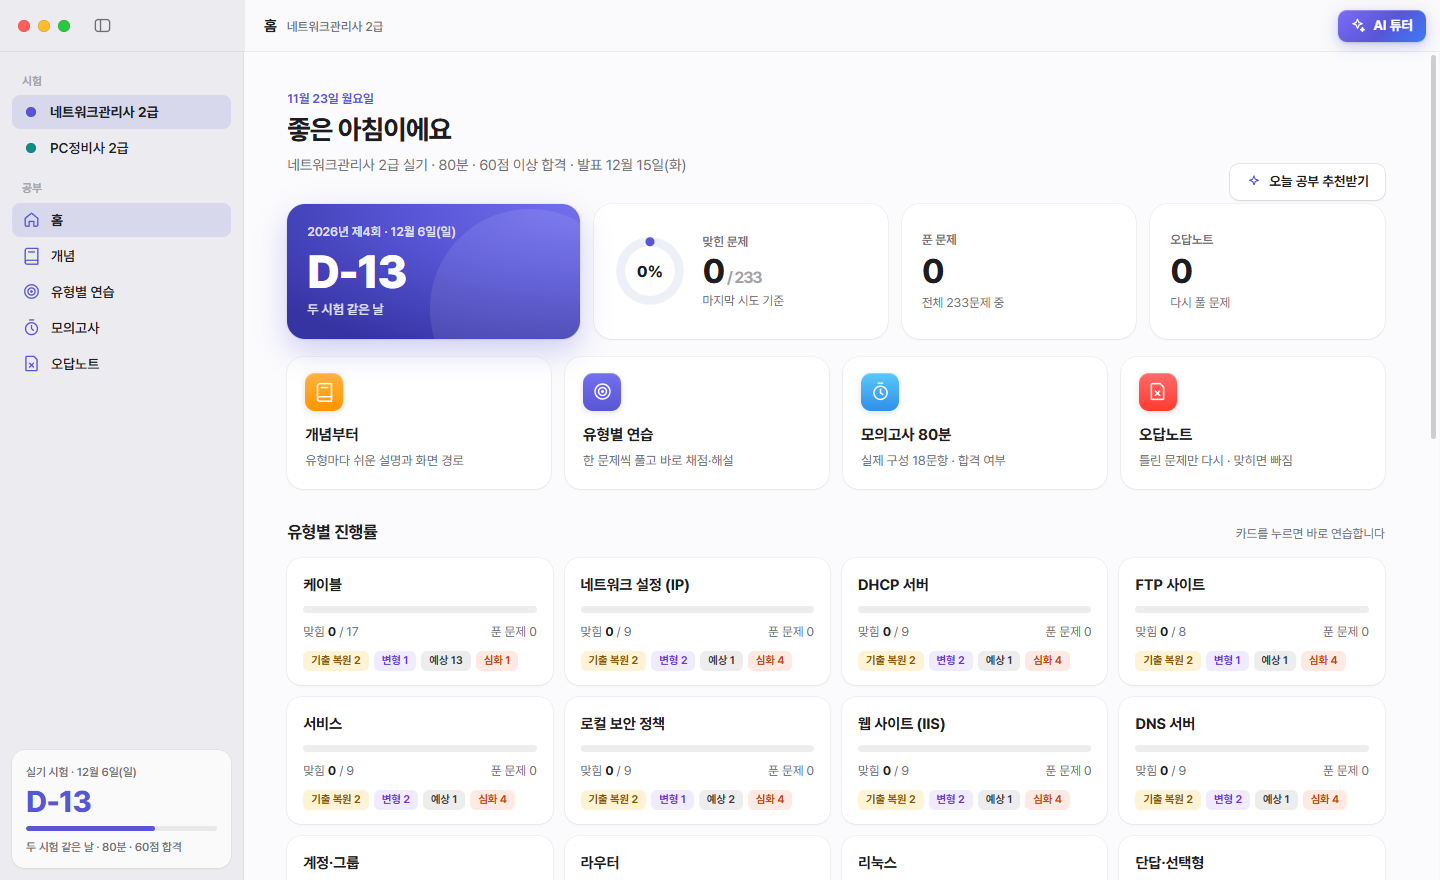 홈 네트워크관리사 2급
AI 튜터
시험
네트워크관리사 2급
PC정비사 2급
공부
홈
개념
유형별 연습
모의고사
오답노트
실기 시험 · 12월 6일(일)
D-13
두 시험 같은 날 · 80분 · 60점 합격
11월 23일 월요일
좋은 아침이에요
네트워크관리사 2급 실기 · 80분 · 60점 이상 합격 · 발표 12월 15일(화)
오늘 공부 추천받기
2026년 제4회 · 12월 6일(일)
D-13
두 시험 같은 날
0%
맞힌 문제
0 / 233
마지막 시도 기준
푼 문제
0
전체 233문제 중
오답노트
0
다시 풀 문제
개념부터
유형마다 쉬운 설명과 화면 경로
유형별 연습
한 문제씩 풀고 바로 채점·해설
모의고사 80분
실제 구성 18문항 · 합격 여부
오답노트
틀린 문제만 다시 · 맞히면 빠짐
유형별 진행률
카드를 누르면 바로 연습합니다
케이블
맞힘 0 / 17 푼 문제 0
기출 복원 2 변형 1 예상 13 심화 1
네트워크 설정 (IP)
맞힘 0 / 9 푼 문제 0
기출 복원 2 변형 2 예상 1 심화 4
DHCP 서버
맞힘 0 / 9 푼 문제 0
기출 복원 2 변형 2 예상 1 심화 4
FTP 사이트
맞힘 0 / 8 푼 문제 0
기출 복원 2 변형 1 예상 1 심화 4
서비스
맞힘 0 / 9 푼 문제 0
기출 복원 2 변형 2 예상 1 심화 4
로컬 보안 정책
맞힘 0 / 9 푼 문제 0
기출 복원 2 변형 1 예상 2 심화 4
웹 사이트 (IIS)
맞힘 0 / 9 푼 문제 0
기출 복원 2 변형 2 예상 1 심화 4
DNS 서버
맞힘 0 / 9 푼 문제 0
기출 복원 2 변형 2 예상 1 심화 4
계정·그룹
라우터
리눅스
단답·선택형